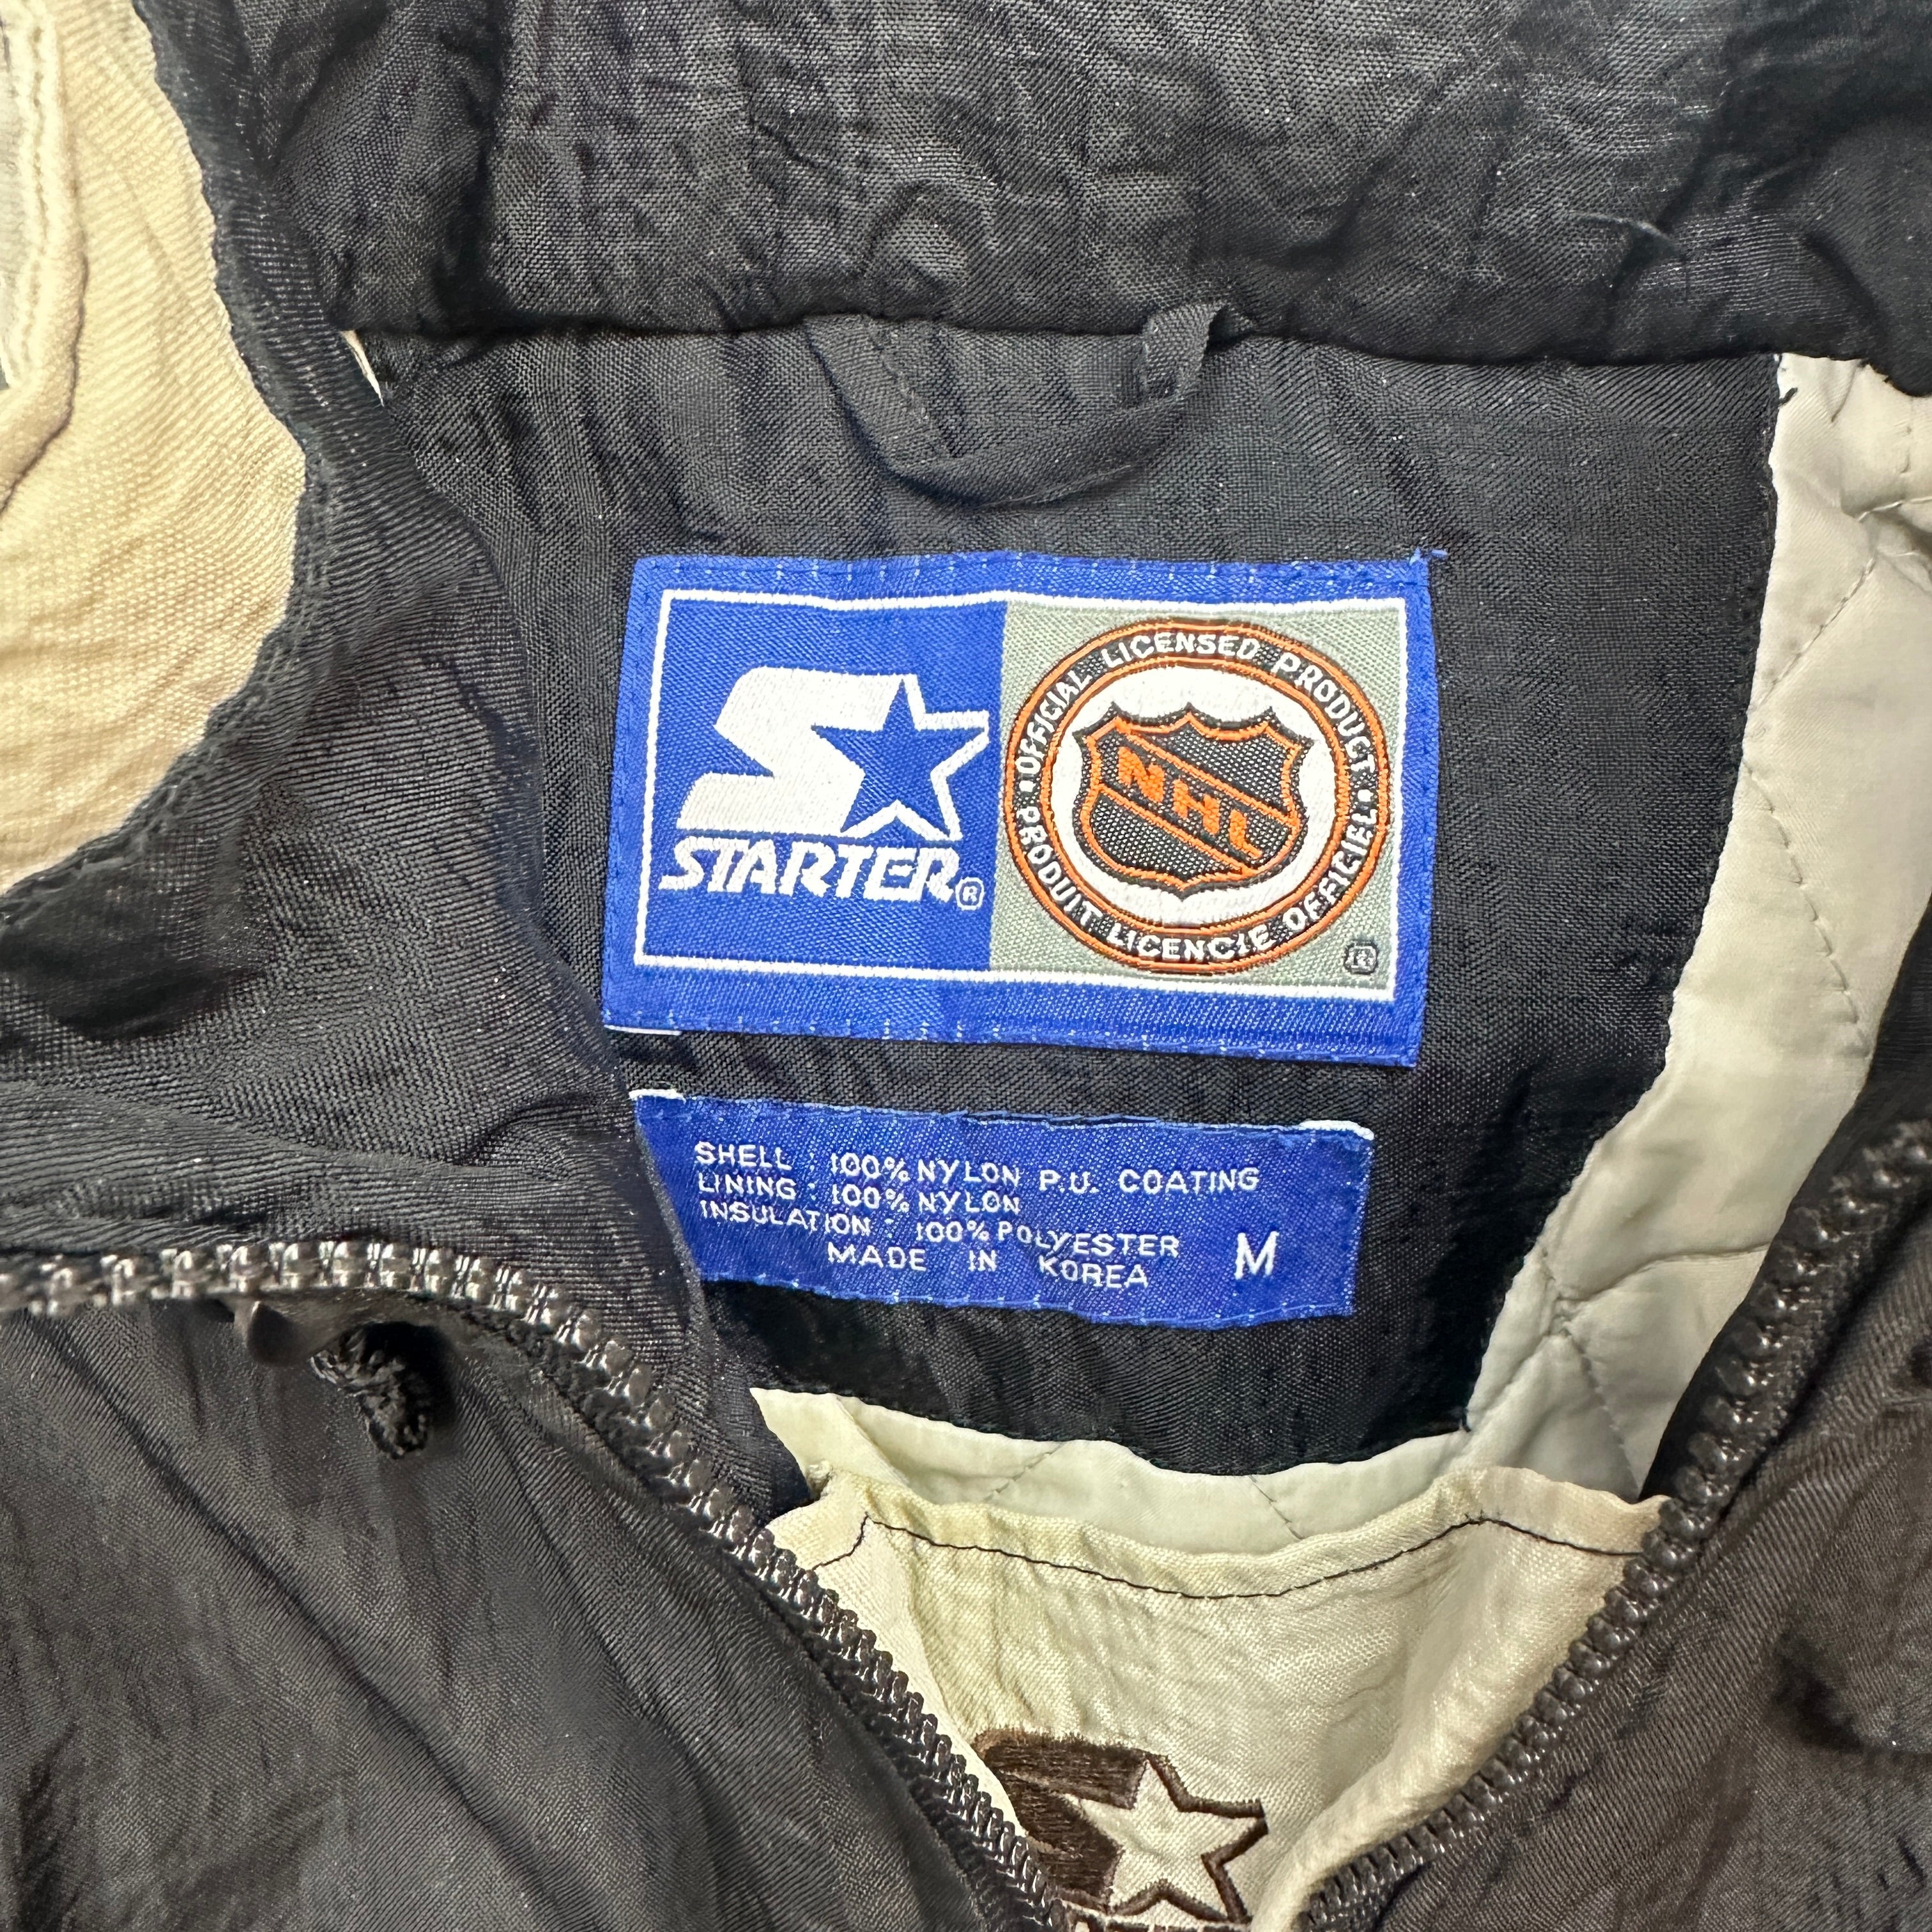 STARTER®
OFFICIAL LICENSED PRODUCT
NHL
PRODUIT LICENCIE OFFICIEL
®
SHELL : 100% NYLON P.U. COATING
LINING : 100% NYLON
INSULATION : 100% POLYESTER
MADE IN KOREA
M